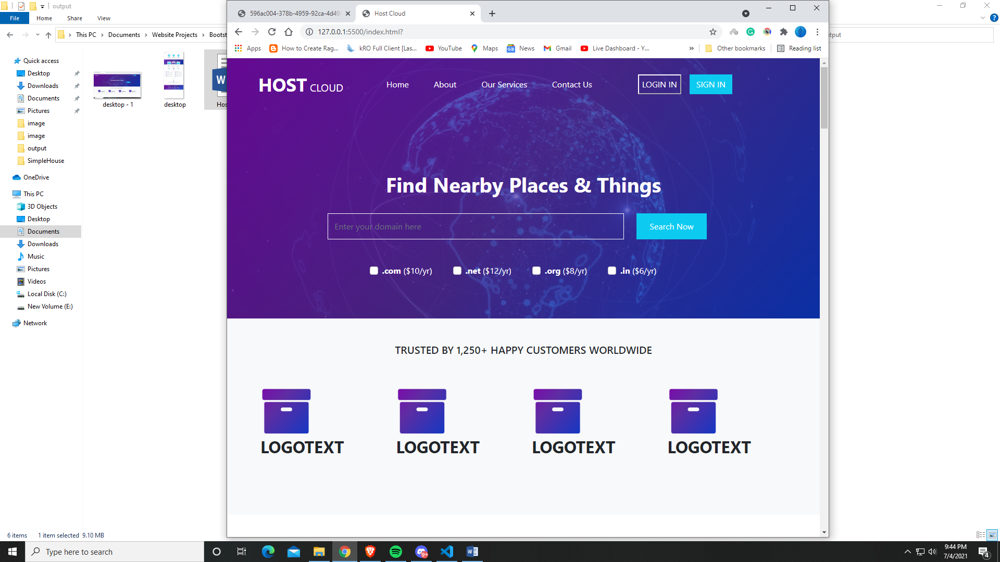 output
File Home Share View
This PC Documents Website Projects
Quick access
Desktop
Downloads
Documents
Pictures
image
image
output
SimpleHouse
OneDrive
This PC
3D Objects
Desktop
Documents
Downloads
Music
Pictures
Videos
Local Disk (C:)
New Volume (E:)
Network
desktop - 1
desktop
W
6 items 1 item selected 9.10 MB
596ac004-378b-4959-92ca-4d49
Host Cloud
127.0.0.1:5500/index.html?
Apps How to Create Rag... kRO Full Client [Las... YouTube Maps News Gmail Live Dashboard - Y... » Other bookmarks Reading list
HOST CLOUD
Home About Our Services Contact Us
LOGIN IN SIGN IN
Find Nearby Places & Things
Enter your domain here
Search Now
.com ($10/yr) .net ($12/yr) .org ($8/yr) .in ($6/yr)
TRUSTED BY 1,250+ HAPPY CUSTOMERS WORLDWIDE
LOGOTEXT LOGOTEXT LOGOTEXT LOGOTEXT
Type here to search
9+
9:44 PM
7/4/2021
4